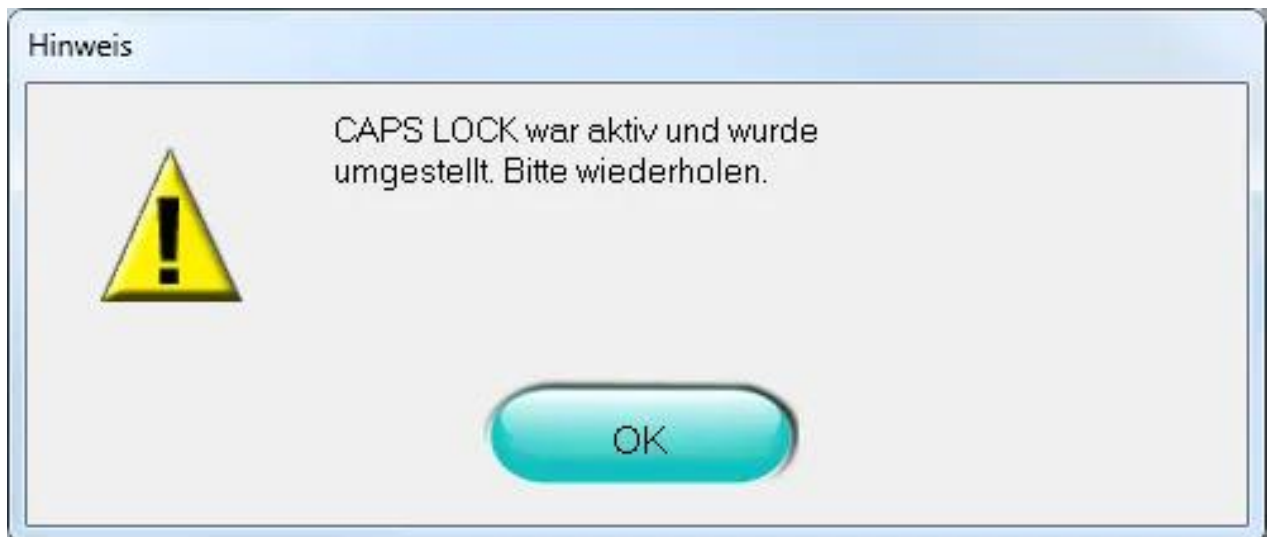 Hinweis
CAPS LOCK war aktiv und wurde
umgestellt. Bitte wiederholen.
OK